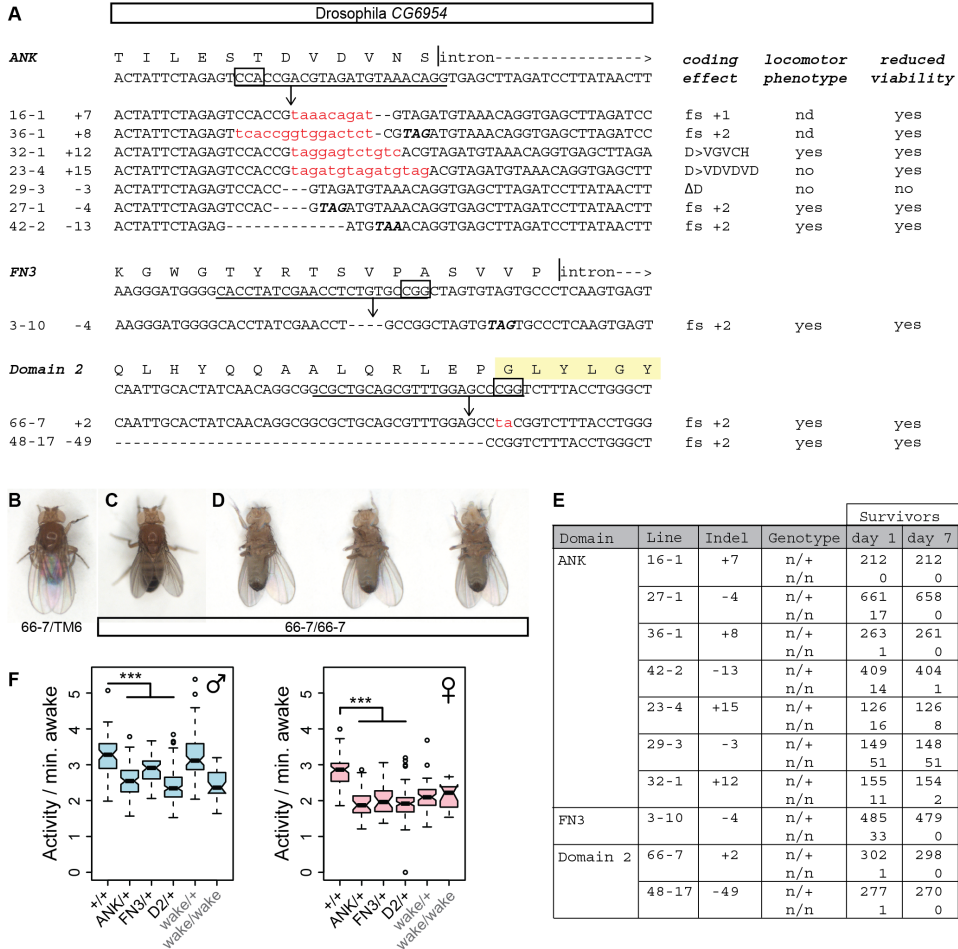 A
Drosophila CG6954
ANK
T I L E S T D V D V N S intron-------------->
coding effect
locomotor phenotype
reduced viability
ACTATTCTAGAGTCCACCGACGTAGATGTAAACAGGTGAGCTTAGATCCTTATAACTT
16-1 +7 ACTATTCTAGAGTCCACCGtaaacagat--GTAGATGTAAACAGGTGAGCTTAGATCC fs +1 nd yes
36-1 +8 ACTATTCTAGAGTtcaccggtggactct-CGTAGATGTAAACAGGTGAGCTTAGATCC fs +2 nd yes
32-1 +12 ACTATTCTAGAGTCCACCGtaggagtctgtcACGTAGATGTAAACAGGTGAGCTTAGA D>VGVCH yes yes
23-4 +15 ACTATTCTAGAGTCCACCGtagatgtagatgtagACGTAGATGTAAACAGGTGAGCTT D>VDVDVD no yes
29-3 -3 ACTATTCTAGAGTCCACCG---GTAGATGTAAACAGGTGAGCTTAGATCCTTATAACTT ΔD no no
27-1 -4 ACTATTCTAGAGTCCAC----GTAGATGTAAACAGGTGAGCTTAGATCCTTATAACTT fs +2 yes yes
42-2 -13 ACTATTCTAGAG-------------ATGTAAACAGGTGAGCTTAGATCCTTATAACTT fs +2 yes yes
FN3
K G W G T Y R T S V P A S V V P intron--->
AAGGGATGGGGCACCTATCGAACCTCTGTGCCGGCTAGTGTAGTGCCCTCAAGTGAGT
3-10 -4 AAGGGATGGGGCACCTATCGAACCT----GCCGGCTAGTGTAGTGCCCTCAAGTGAGT fs +2 yes yes
Domain 2
Q L H Y Q Q A A L Q R L E P G L Y L G Y
CAATTGCACTATCAACAGGCGGCGCTGCAGCGTTTGGAGCCCGGTCTTTACCTGGGCT
66-7 +2 CAATTGCACTATCAACAGGCGGCGCTGCAGCGTTTGGAGCCtaCGGTCTTTACCTGGG fs +2 yes yes
48-17 -49 ----------------------------------------CCGGTCTTTACCTGGGCT fs +2 yes yes
B C D
66-7/TM6
66-7/66-7
E
Survivors
Domain Line Indel Genotype day 1 day 7
ANK 16-1 +7 n/+ 212 212
n/n 0 0
27-1 -4 n/+ 661 658
n/n 17 0
36-1 +8 n/+ 263 261
n/n 1 0
42-2 -13 n/+ 409 404
n/n 14 1
23-4 +15 n/+ 126 126
n/n 16 8
29-3 -3 n/+ 149 148
n/n 51 51
32-1 +12 n/+ 155 154
n/n 11 2
FN3 3-10 -4 n/+ 485 479
n/n 33 0
Domain 2 66-7 +2 n/+ 302 298
n/n 1 0
48-17 -49 n/+ 277 270
n/n 1 0
F
Activity / min. awake
5
4
3
2
1
0
***
♂
+/+
ANK/+
FN3/+
D2/+
wake/+
wake/wake
Activity / min. awake
5
4
3
2
1
0
***
♀
+/+
ANK/+
FN3/+
D2/+
wake/+
wake/wake